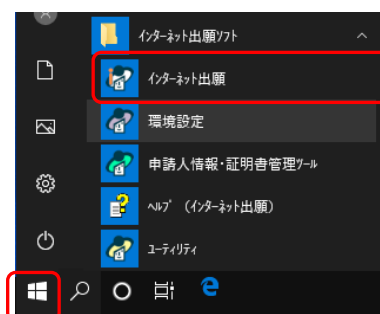 インターネット出願ソフト
インターネット出願
環境設定
申請人情報・証明書管理ツール
ヘルプ (インターネット出願)
ユーティリティ